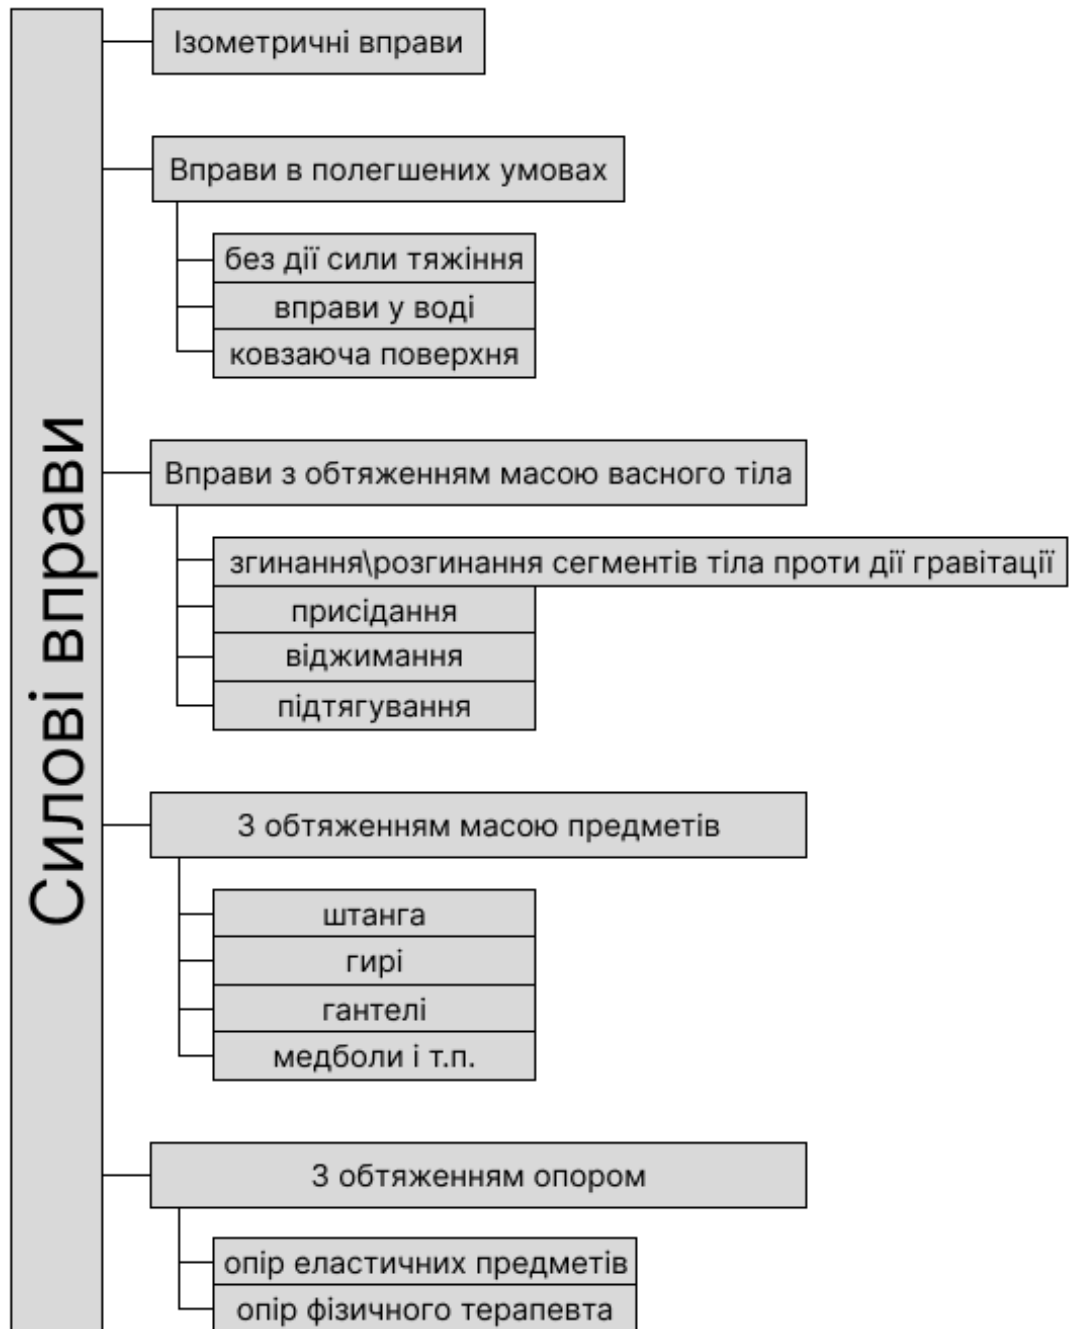 Силові вправи
Ізометричні вправи
Вправи в полегшених умовах
без дії сили тяжіння
вправи у воді
ковзаюча поверхня
Вправи з обтяженням масою васного тіла
згинання\розгинання сегментів тіла проти дії гравітації
присідання
віджимання
підтягування
З обтяженням масою предметів
штанга
гирі
гантелі
медболи і т.п.
З обтяженням опором
опір еластичних предметів
опір фізичного терапевта